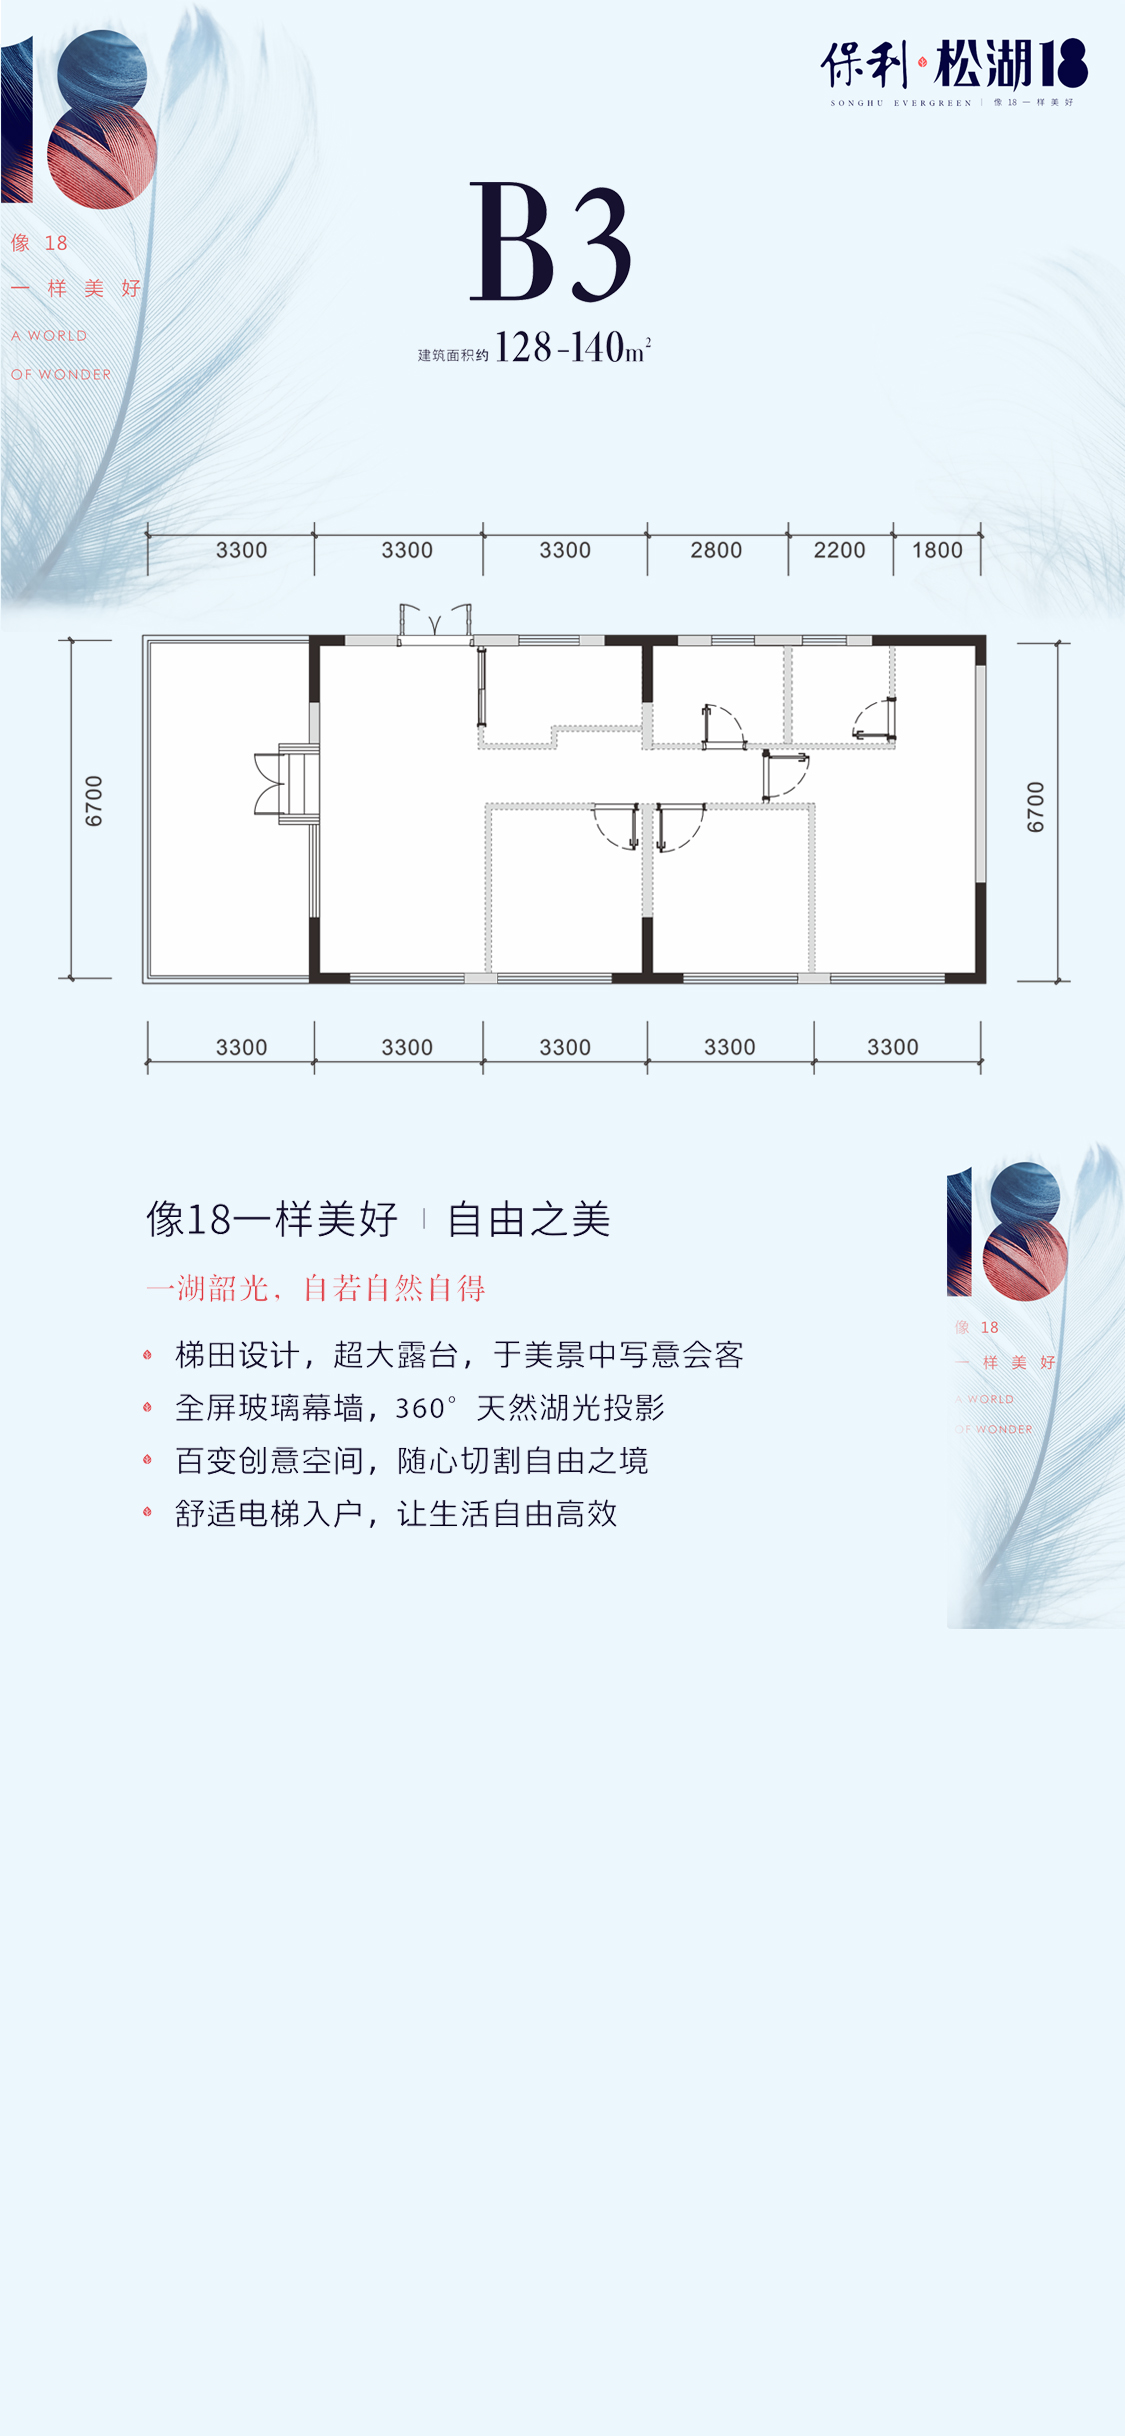 18
像 18
一样美好
A WORLD
OF WONDER
保利·松湖18
SONGHU EVERGREEN | 像18一样美好
B3
建筑面积约128-140m²
3300 3300 3300 2800 2200 1800
6700
6700
3300 3300 3300 3300 3300
像18一样美好 | 自由之美
一湖韶光，自若自然自得
梯田设计，超大露台，于美景中写意会客
全屏玻璃幕墙，360°天然湖光投影
百变创意空间，随心切割自由之境
舒适电梯入户，让生活自由高效
18
像 18
一样美好
A WORLD
OF WONDER